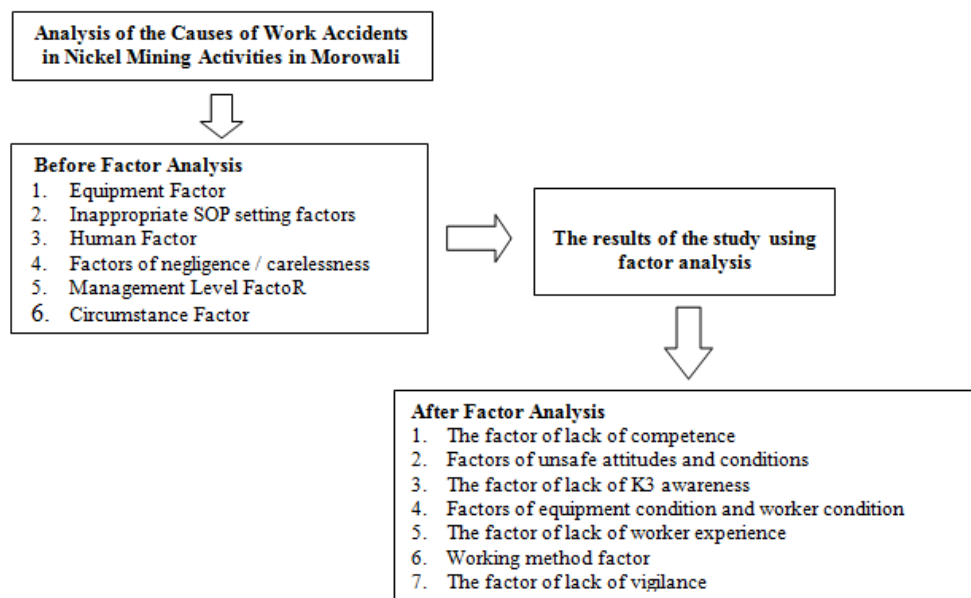 Analysis of the Causes of Work Accidents
in Nickel Mining Activities in Morowali
Before Factor Analysis
1. Equipment Factor
2. Inappropriate SOP setting factors
3. Human Factor
4. Factors of negligence / carelessness
5. Management Level FactoR
6. Circumstance Factor
The results of the study using
factor analysis
After Factor Analysis
1. The factor of lack of competence
2. Factors of unsafe attitudes and conditions
3. The factor of lack of K3 awareness
4. Factors of equipment condition and worker condition
5. The factor of lack of worker experience
6. Working method factor
7. The factor of lack of vigilance